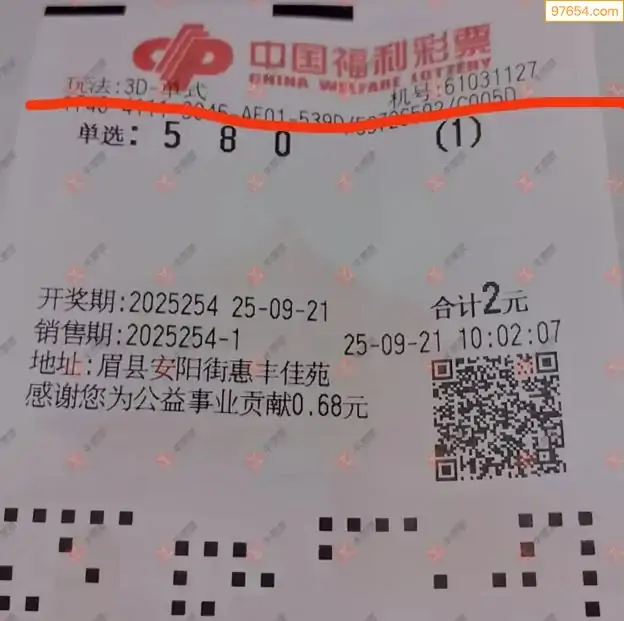 97654.com
中国福利彩票
CHINA WELFARE LOTTERY
玩法:3D-单式 机号:61031127
单选: 5 8 0 (1)
开奖期:2025254 25-09-21 合计2元
销售期:2025254-1 25-09-21 10:02:07
地址:眉县安阳街惠丰佳苑
感谢您为公益事业贡献0.68元